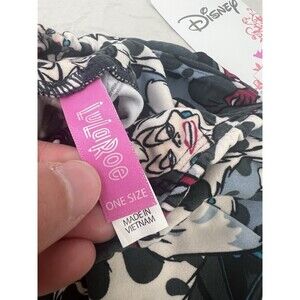 Disney
LuLaRoe
ONE SIZE
MADE IN
VIETNAM